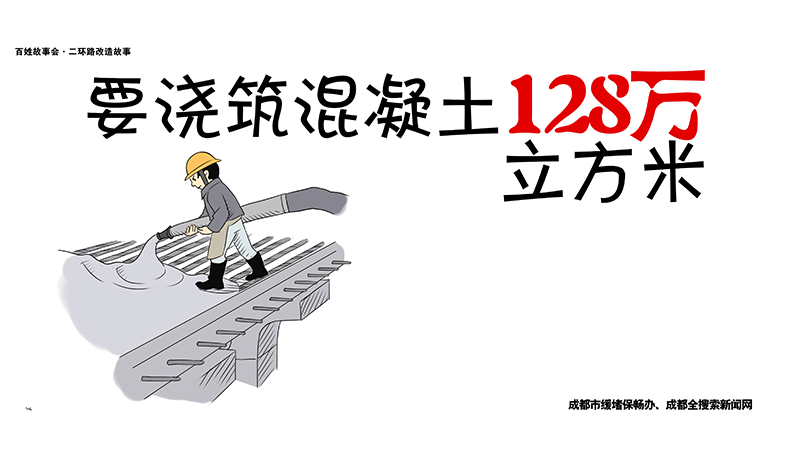 百姓故事会·二环路改造故事
要浇筑混凝土128万
立方米
成都市缓堵保畅办、成都全搜索新闻网